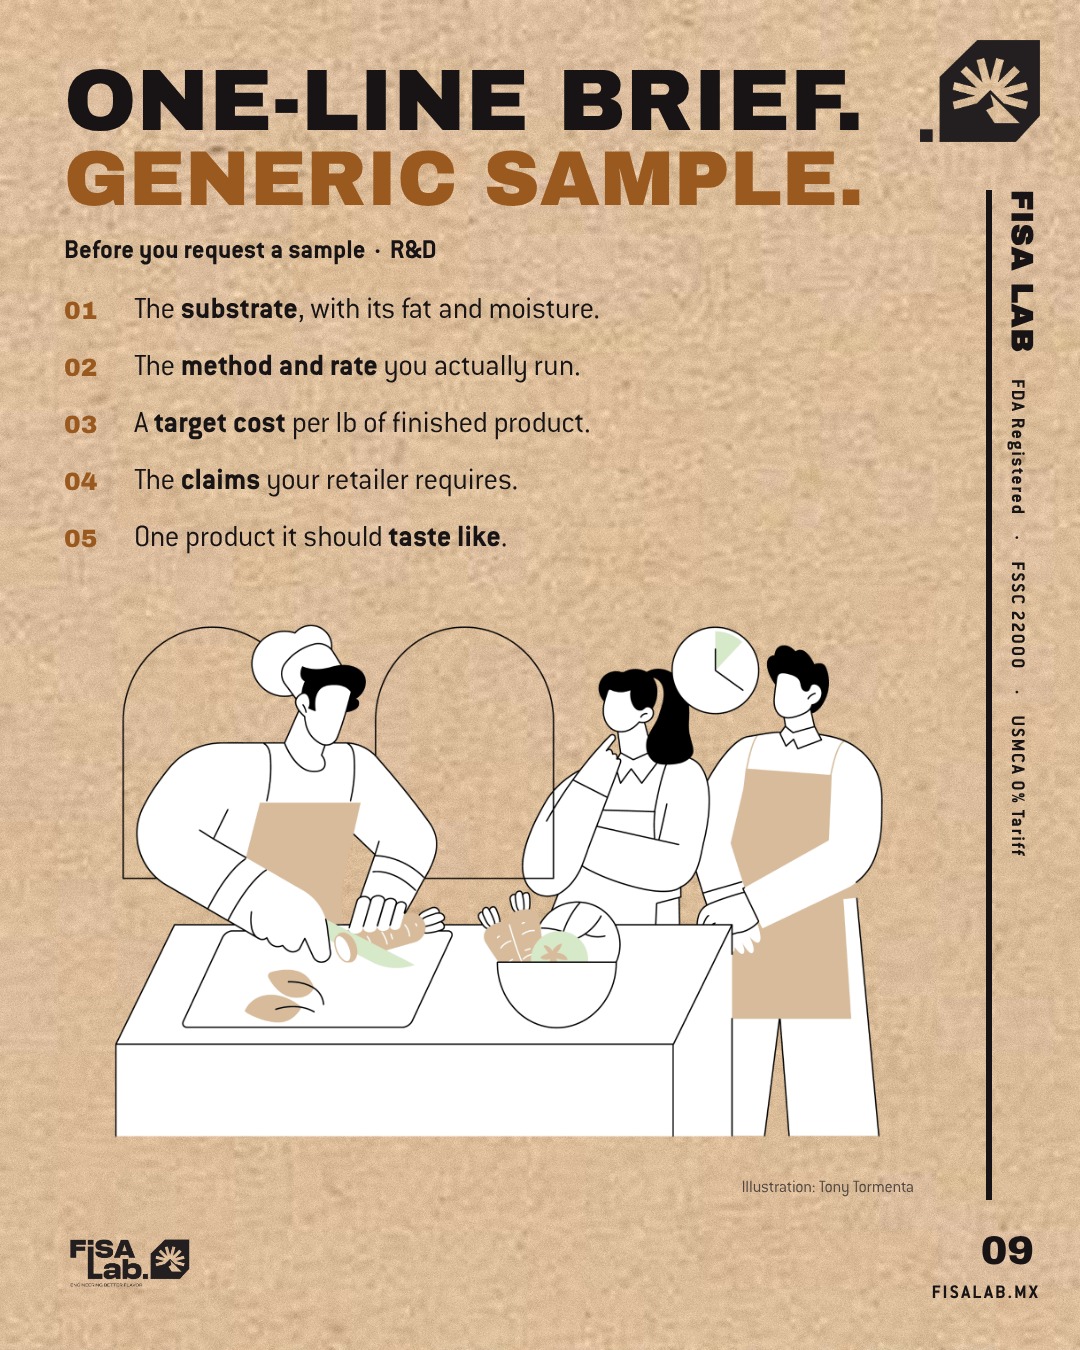 ONE-LINE BRIEF.
GENERIC SAMPLE.
Before you request a sample · R&D
01 The substrate, with its fat and moisture.
02 The method and rate you actually run.
03 A target cost per lb of finished product.
04 The claims your retailer requires.
05 One product it should taste like.
FISA LAB FDA Registered · FSSC 22000 · USMCA 0% Tariff
Illustration: Tony Tormenta
FiSA
Lab.
ENGINEERING BETTER FLAVOR
09
FISALAB.MX